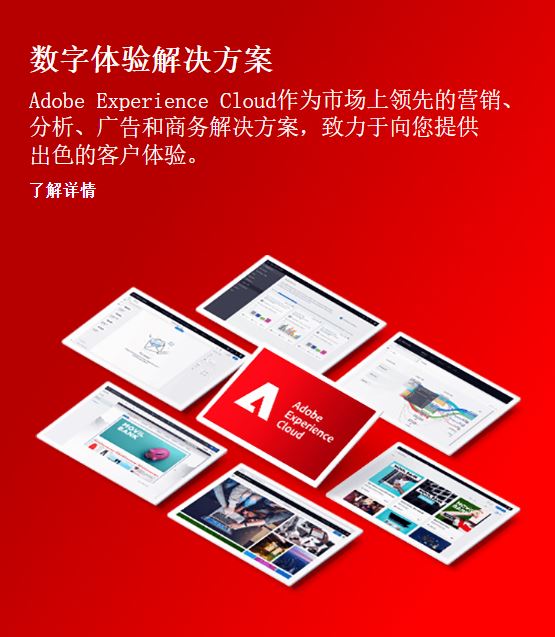 数字体验解决方案
Adobe Experience Cloud作为市场上领先的营销、
分析、广告和商务解决方案，致力于向您提供
出色的客户体验。
了解详情
Adobe
Experience
Cloud
MOVIL
BANK